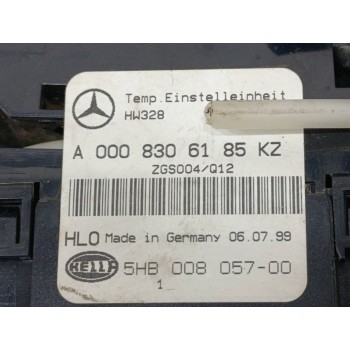 Temp.Einstelleinheit
HW328
A 000 830 61 85 KZ
ZGS004/Q12
HLO Made in Germany 06.07.99
HELLA 5HB 008 057-00
1